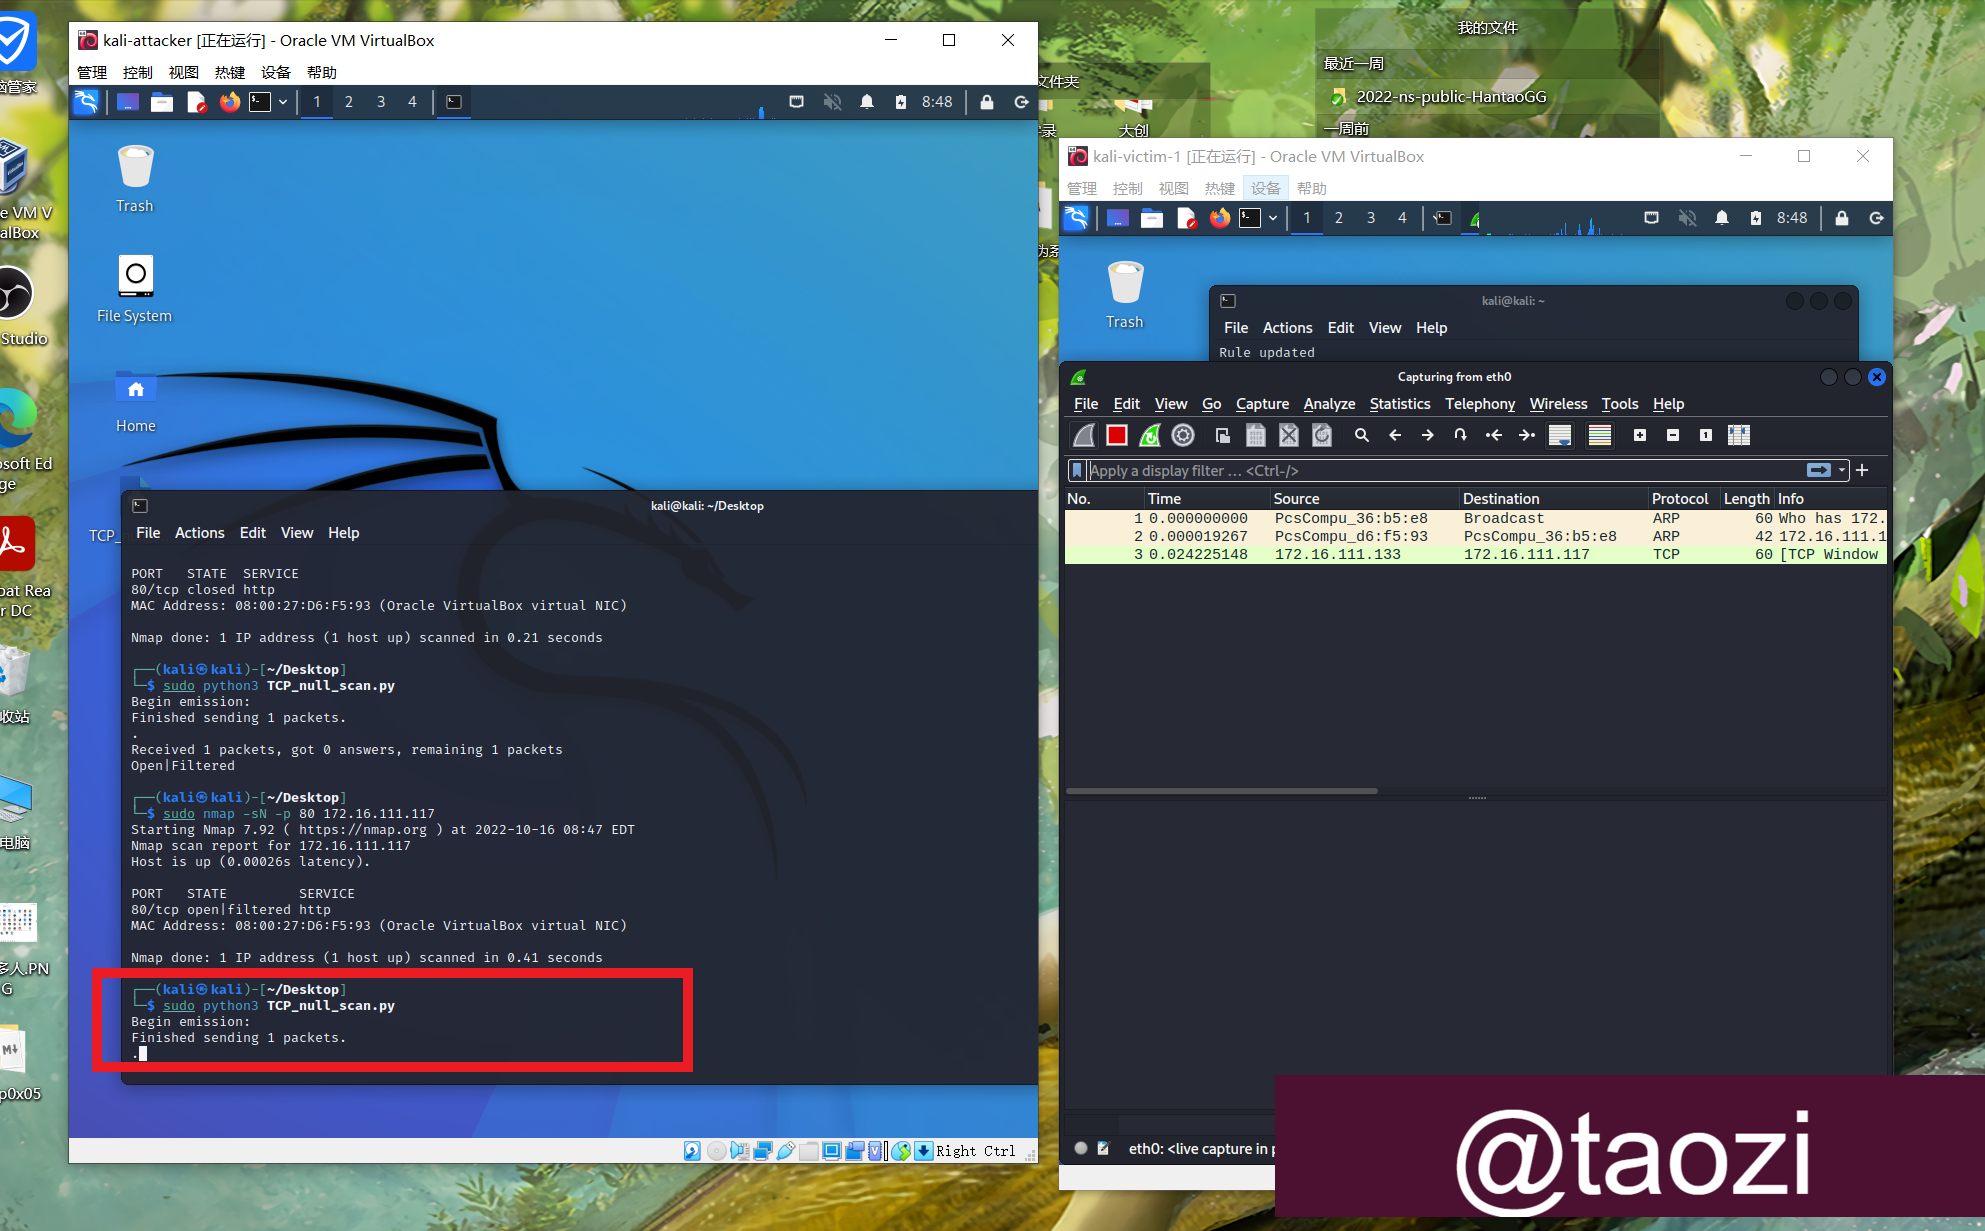 kali-attacker [正在运行] - Oracle VM VirtualBox
管理 控制 视图 热键 设备 帮助
1 2 3 4 8:48
Trash
File System
Home
TCP_
kali@kali: ~/Desktop
File Actions Edit View Help
PORT STATE SERVICE
80/tcp closed http
MAC Address: 08:00:27:D6:F5:93 (Oracle VirtualBox virtual NIC)
Nmap done: 1 IP address (1 host up) scanned in 0.21 seconds
┌──(kali㉿kali)-[~/Desktop]
└─$ sudo python3 TCP_null_scan.py
Begin emission:
Finished sending 1 packets.
.
Received 1 packets, got 0 answers, remaining 1 packets
Open|Filtered
┌──(kali㉿kali)-[~/Desktop]
└─$ sudo nmap -sN -p 80 172.16.111.117
Starting Nmap 7.92 ( https://nmap.org ) at 2022-10-16 08:47 EDT
Nmap scan report for 172.16.111.117
Host is up (0.00026s latency).
PORT STATE SERVICE
80/tcp open|filtered http
MAC Address: 08:00:27:D6:F5:93 (Oracle VirtualBox virtual NIC)
Nmap done: 1 IP address (1 host up) scanned in 0.41 seconds
┌──(kali㉿kali)-[~/Desktop]
└─$ sudo python3 TCP_null_scan.py
Begin emission:
Finished sending 1 packets.
.
Right Ctrl
管家
e VM V
alBox
Studio
osoft Ed
ge
bat Rea
r DC
收站
电脑
多人.PN
G
M↓
p0x05
文件夹
大创
我的文件
最近一周
2022-ns-public-HantaoGG
一周前
kali-victim-1 [正在运行] - Oracle VM VirtualBox
管理 控制 视图 热键 设备 帮助
1 2 3 4 8:48
Trash
kali@kali: ~
File Actions Edit View Help
Rule updated
Capturing from eth0
File Edit View Go Capture Analyze Statistics Telephony Wireless Tools Help
Apply a display filter … <Ctrl-/>
No. Time Source Destination Protocol Length Info
1 0.000000000 PcsCompu_36:b5:e8 Broadcast ARP 60 Who has 172.
2 0.000019267 PcsCompu_d6:f5:93 PcsCompu_36:b5:e8 ARP 42 172.16.111.1
3 0.024225148 172.16.111.133 172.16.111.117 TCP 60 [TCP Window
eth0: <live capture in p
@taozi